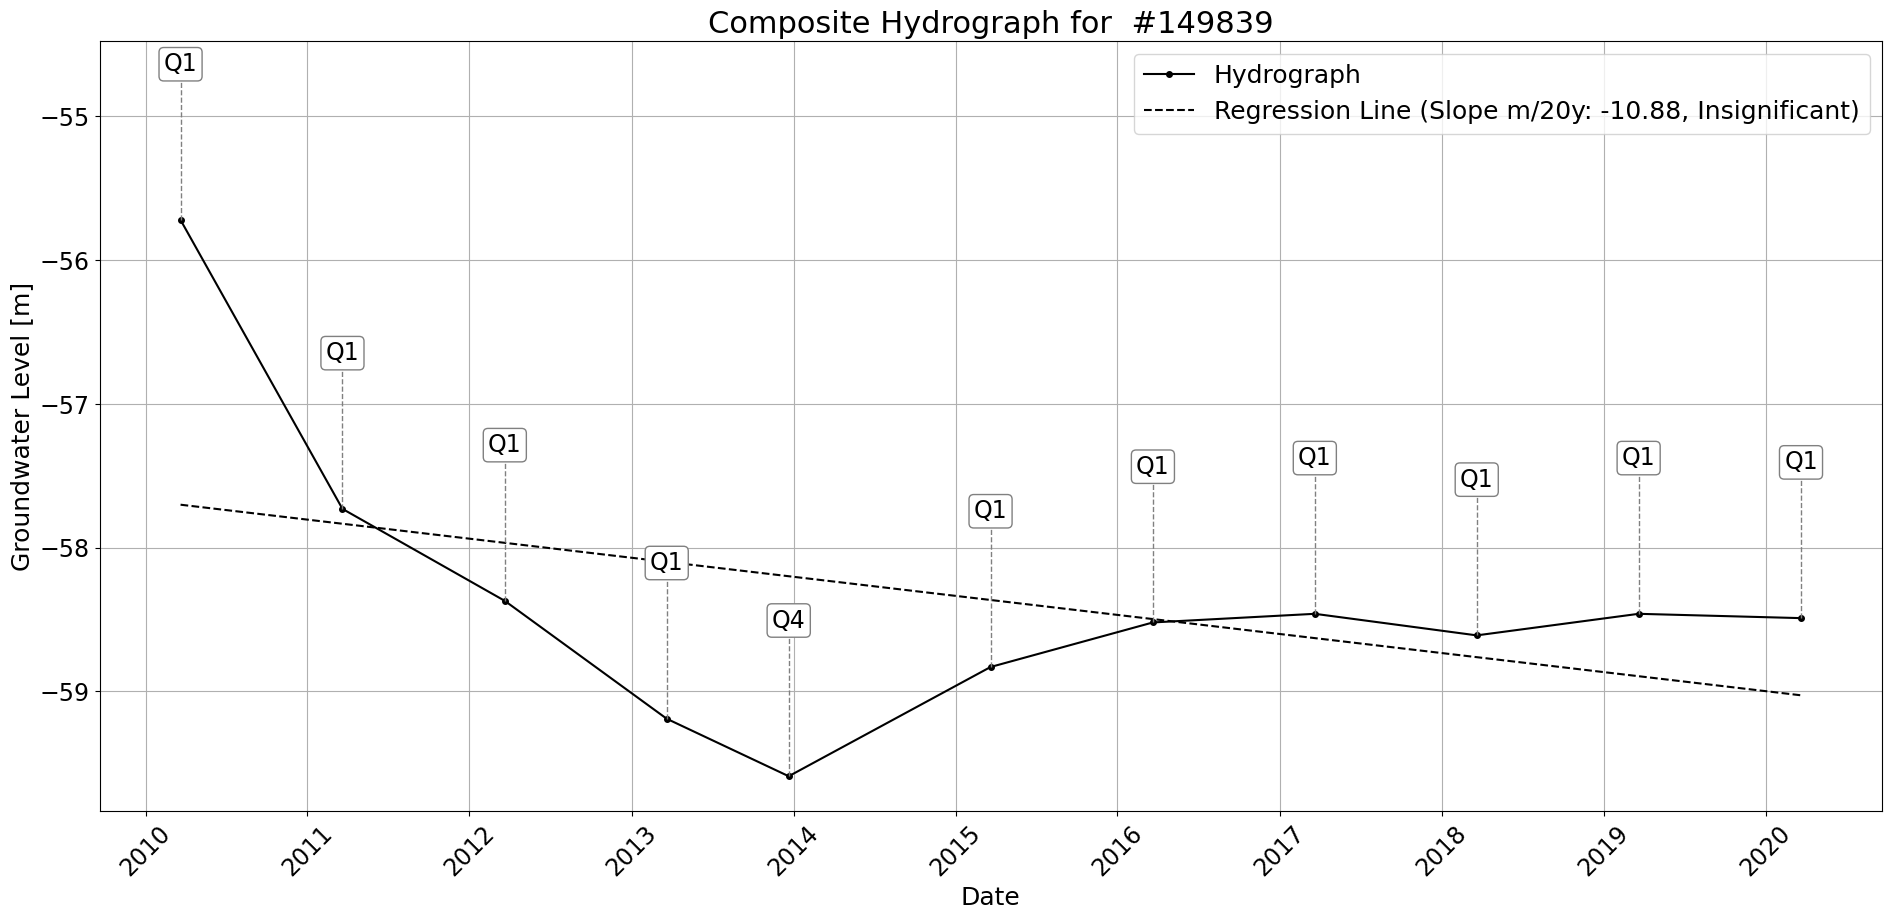 Composite Hydrograph for  #149839
Hydrograph
Regression Line (Slope m/20y: -10.88, Insignificant)
Groundwater Level [m]
−55
−56
−57
−58
−59
Q1
Q1
Q1
Q1
Q4
Q1
Q1
Q1
Q1
Q1
Q1
2010
2011
2012
2013
2014
2015
2016
2017
2018
2019
2020
Date